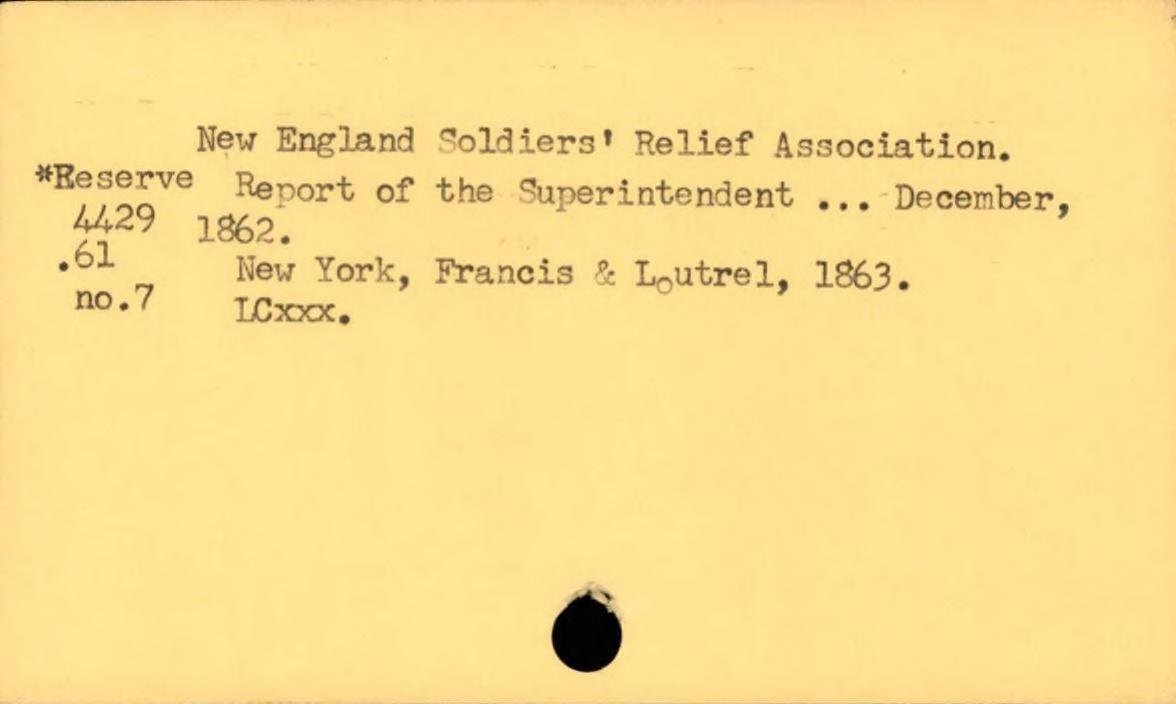 New England Soldiers' Relief Association.
*Reserve Report of the Superintendent ... December,
4429 1862.
.61 New York, Francis & Loutrel, 1863.
no.7 LCxxx.